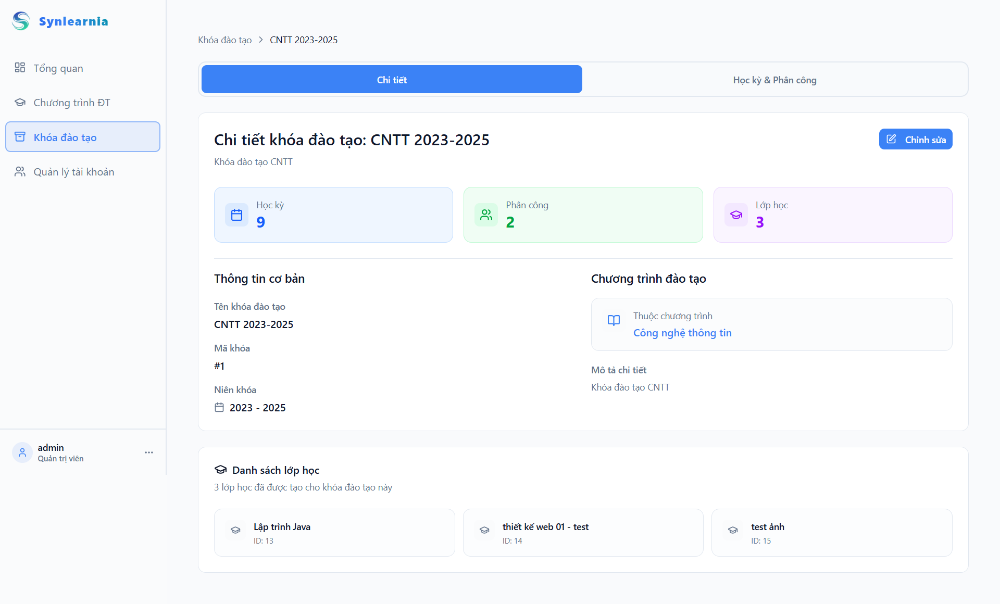 Synlearnia
Tổng quan
Chương trình ĐT
Khóa đào tạo
Quản lý tài khoản
admin
Quản trị viên
Khóa đào tạo > CNTT 2023-2025
Chi tiết
Học kỳ & Phân công
Chi tiết khóa đào tạo: CNTT 2023-2025
Chỉnh sửa
Khóa đào tạo CNTT
Học kỳ
9
Phân công
2
Lớp học
3
Thông tin cơ bản
Tên khóa đào tạo
CNTT 2023-2025
Mã khóa
#1
Niên khóa
2023 - 2025
Chương trình đào tạo
Thuộc chương trình
Công nghệ thông tin
Mô tả chi tiết
Khóa đào tạo CNTT
Danh sách lớp học
3 lớp học đã được tạo cho khóa đào tạo này
Lập trình Java
ID: 13
thiết kế web 01 - test
ID: 14
test ảnh
ID: 15